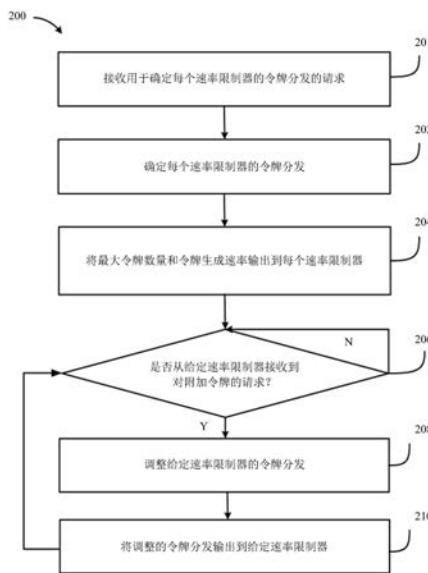 200
接收用于确定每个速率限制器的令牌分发的请求
202
确定每个速率限制器的令牌分发
204
将最大令牌数量和令牌生成速率输出到每个速率限制器
是否从给定速率限制器接收到
对附加令牌的请求?
N
206
Y
208
调整给定速率限制器的令牌分发
210
将调整的令牌分发输出到给定速率限制器